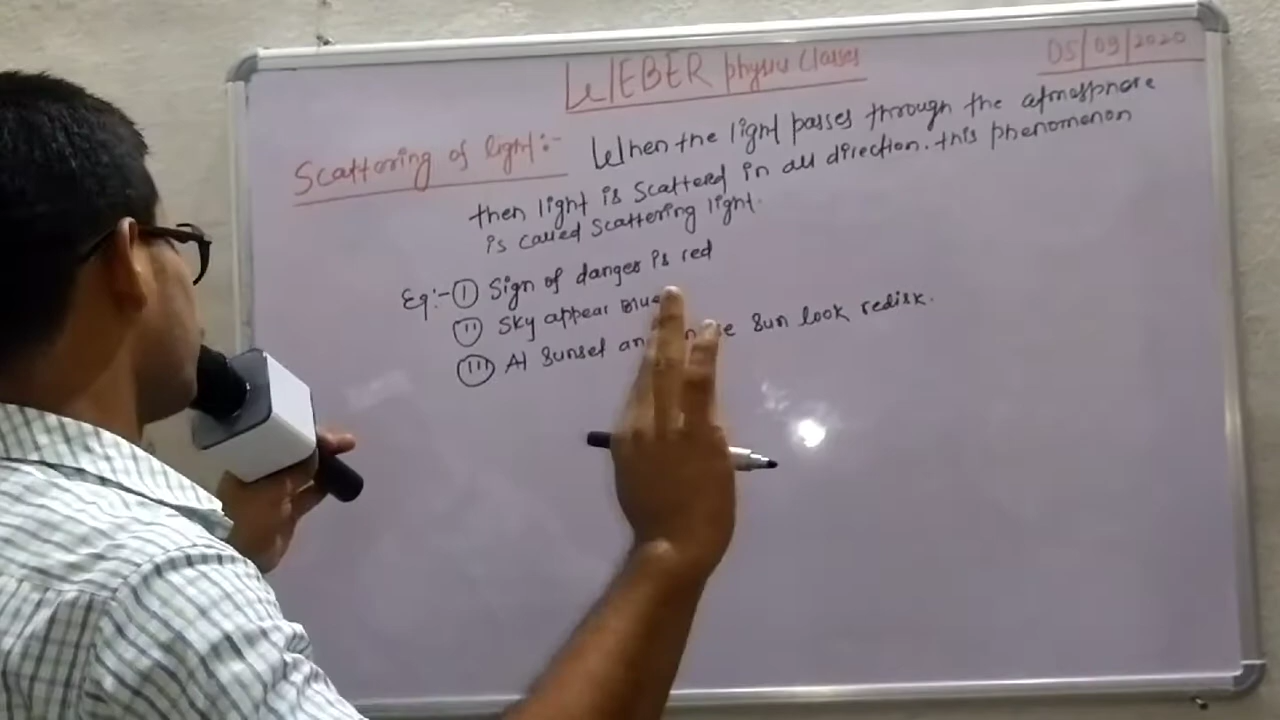 WEBER physics Classes
05/09/2020
Scattering of light:- When the light passes through the atmosphere
then light is scattered in all direction. this phenomenon
is called scattering light.
Eg:- (I) Sign of danger is red
(II) Sky appear Blue
(III) At sunset sun look redish.